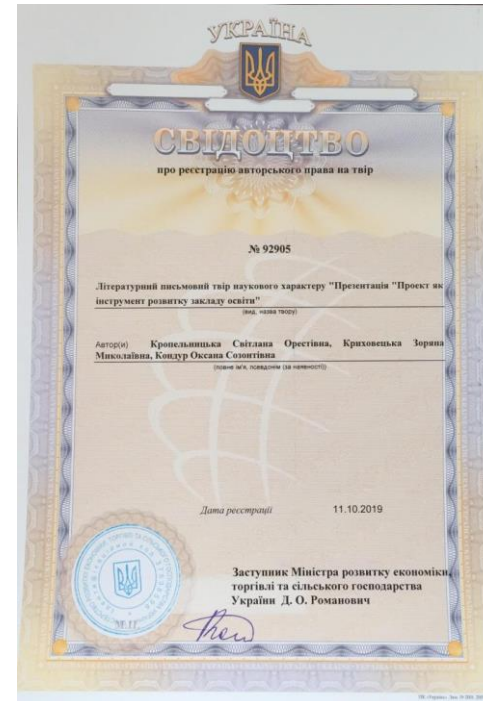 УКРАЇНА
СВІДОЦТВО
про реєстрацію авторського права на твір
№ 92905
Літературний письмовий твір наукового характеру "Презентація "Проект як
інструмент розвитку закладу освіти"
(вид, назва твору)
Автор(и) Кропельницька Світлана Орестівна, Криховецька Зоряна
Миколаївна, Кондур Оксана Созонтівна
(повне ім'я, псевдонім (за наявності))
Дата реєстрації 11.10.2019
Заступник Міністра розвитку економіки,
торгівлі та сільського господарства
України Д. О. Романович